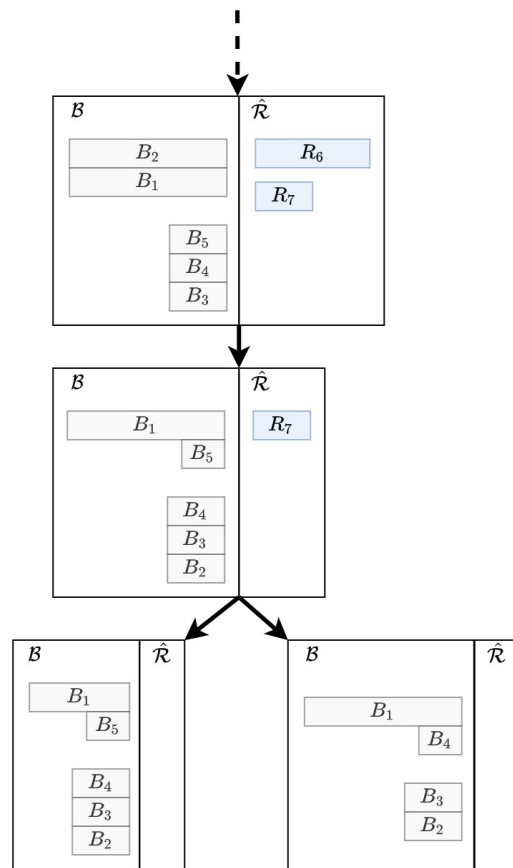 ℬ ℛ̂
B₂ R₆
B₁
R₇
B₅
B₄
B₃
ℬ ℛ̂
B₁ R₇
B₅
B₄
B₃
B₂
ℬ ℛ̂
B₁
B₅
B₄
B₃
B₂
ℬ ℛ̂
B₁
B₄
B₃
B₂